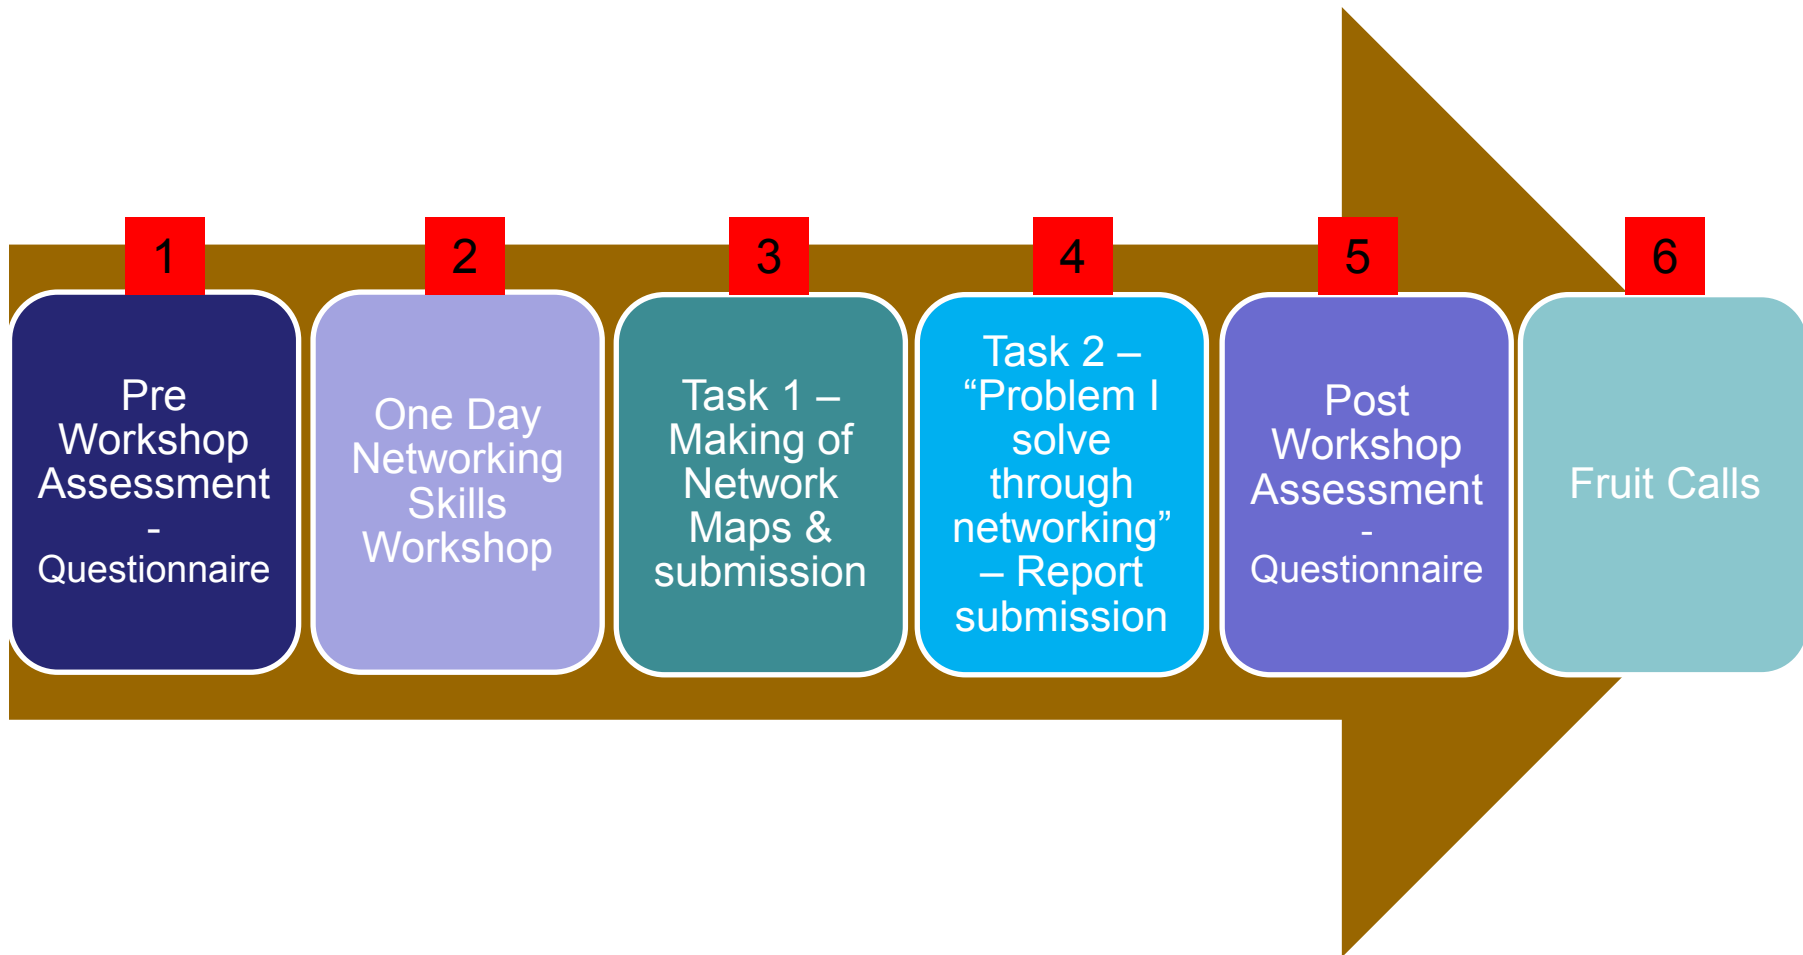 1
Pre
Workshop
Assessment
-
Questionnaire
2
One Day
Networking
Skills
Workshop
3
Task 1 –
Making of
Network
Maps &
submission
4
Task 2 –
“Problem I
solve
through
networking”
– Report
submission
5
Post
Workshop
Assessment
-
Questionnaire
6
Fruit Calls